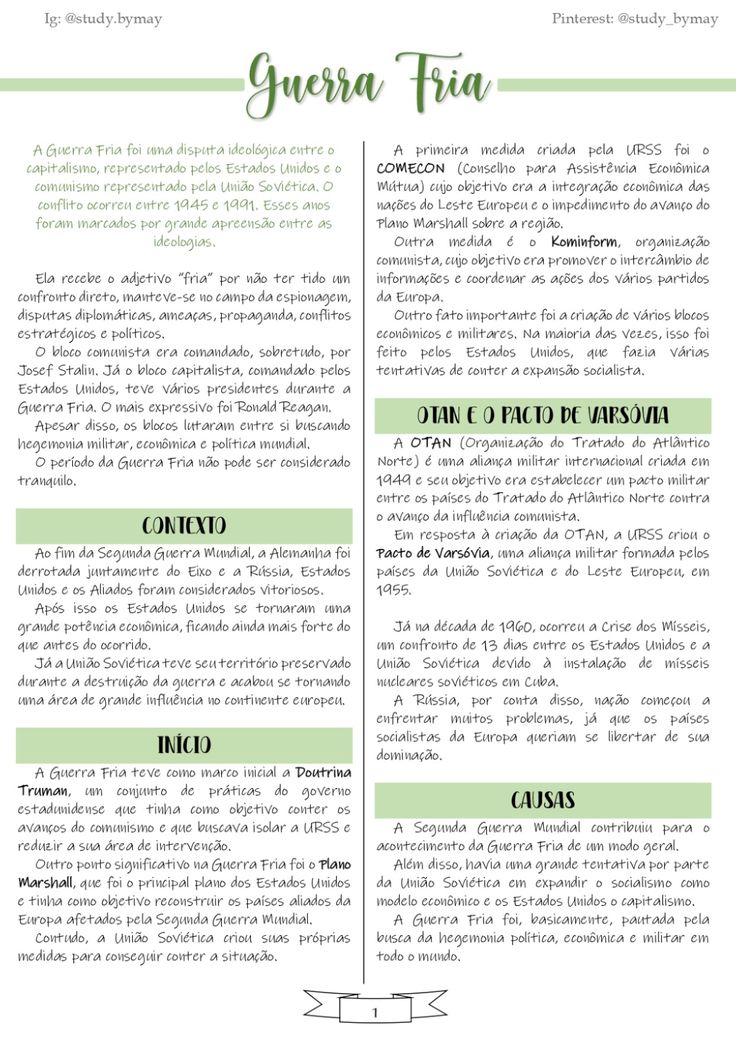 Ig: @study.bymay
Pinterest: @study_bymay
Guerra Fria
A Guerra Fria foi uma disputa ideológica entre o
capitalismo, representado pelos Estados Unidos e o
comunismo representado pela União Soviética. O
conflito ocorreu entre 1945 e 1991. Esses anos
foram marcados por grande apreensão entre as
ideologias.
Ela recebe o adjetivo "fria" por não ter tido um
confronto direto, manteve-se no campo da espionagem,
disputas diplomáticas, ameaças, propaganda, conflitos
estratégicos e políticos.
O bloco comunista era comandado, sobretudo, por
Josef Stalin. Já o bloco capitalista, comandado pelos
Estados Unidos, teve vários presidentes durante a
Guerra Fria. O mais expressivo foi Ronald Reagan.
Apesar disso, os blocos lutaram entre si buscando
hegemonia militar, econômica e política mundial.
O período da Guerra Fria não pode ser considerado
tranquilo.
CONTEXTO
Ao fim da Segunda Guerra Mundial, a Alemanha foi
derrotada juntamente do Eixo e a Rússia, Estados
Unidos e os Aliados foram considerados vitoriosos.
Após isso os Estados Unidos se tornaram uma
grande potência econômica, ficando ainda mais forte do
que antes do ocorrido.
Já a União Soviética teve seu território preservado
durante a destruição da guerra e acabou se tornando
uma área de grande influência no continente europeu.
INÍCIO
A Guerra Fria teve como marco inicial a Doutrina
Truman, um conjunto de práticas do governo
estadunidense que tinha como objetivo conter os
avanços do comunismo e que buscava isolar a URSS e
reduzir a sua área de intervenção.
Outro ponto significativo na Guerra Fria foi o Plano
Marshall, que foi o principal plano dos Estados Unidos
e tinha como objetivo reconstruir os países aliados da
Europa afetados pela Segunda Guerra Mundial.
Contudo, a União Soviética criou suas próprias
medidas para conseguir conter a situação.
A primeira medida criada pela URSS foi o
COMECON (Conselho para Assistência Econômica
Mútua) cujo objetivo era a integração econômica das
nações do Leste Europeu e o impedimento do avanço do
Plano Marshall sobre a região.
Outra medida é o Kominform, organização
comunista, cujo objetivo era promover o intercâmbio de
informações e coordenar as ações dos vários partidos
da Europa.
Outro fato importante foi a criação de vários blocos
econômicos e militares. Na maioria das vezes, isso foi
feito pelos Estados Unidos, que fazia várias
tentativas de conter a expansão socialista.
OTAN E O PACTO DE VARSÓVIA
A OTAN (Organização do Tratado do Atlântico
Norte) é uma aliança militar internacional criada em
1949 e seu objetivo era estabelecer um pacto militar
entre os países do Tratado do Atlântico Norte contra
o avanço da influência comunista.
Em resposta à criação da OTAN, a URSS criou o
Pacto de Varsóvia, uma aliança militar formada pelos
países da União Soviética e do Leste Europeu, em
1955.
Já na década de 1960, ocorreu a Crise dos Mísseis,
um confronto de 13 dias entre os Estados Unidos e a
União Soviética devido à instalação de mísseis
nucleares soviéticos em Cuba.
A Rússia, por conta disso, nação começou a
enfrentar muitos problemas, já que os países
socialistas da Europa queriam se libertar de sua
dominação.
CAUSAS
A Segunda Guerra Mundial contribuiu para o
acontecimento da Guerra Fria de um modo geral.
Além disso, havia uma grande tentativa por parte
da União Soviética em expandir o socialismo como
modelo econômico e os Estados Unidos o capitalismo.
A Guerra Fria foi, basicamente, pautada pela
busca da hegemonia política, econômica e militar em
todo o mundo.
1